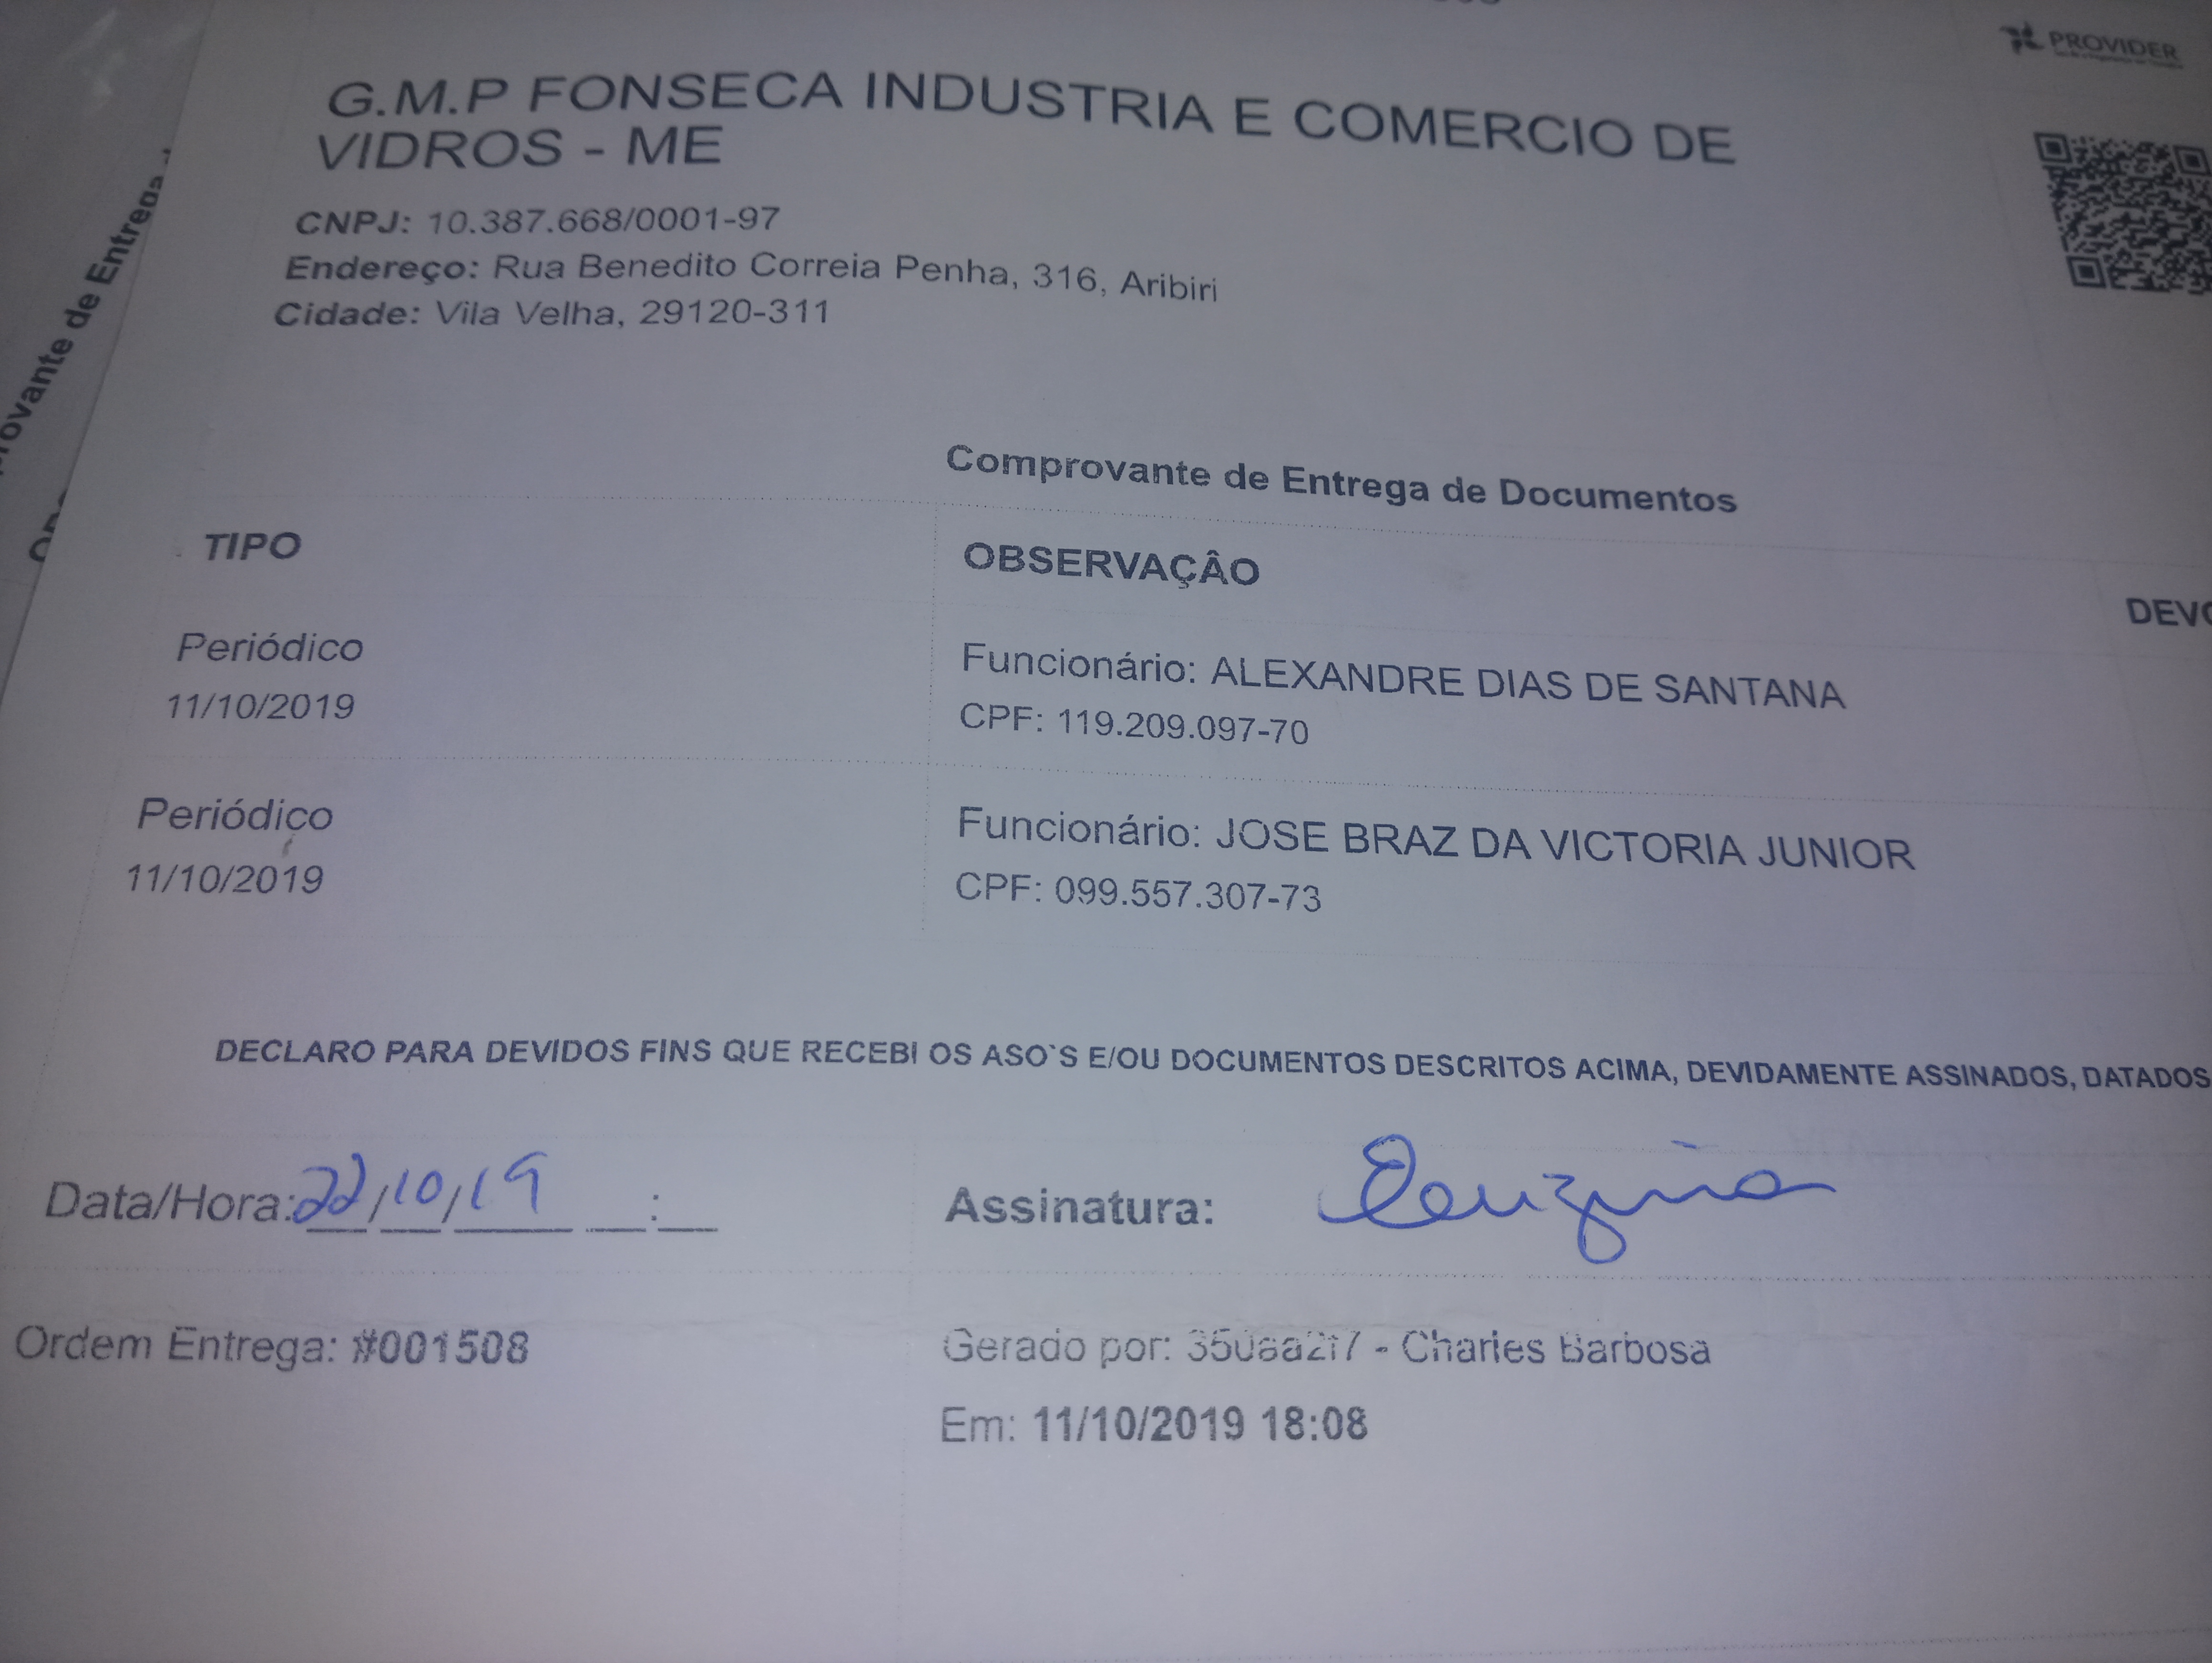 PROVIDER
G.M.P FONSECA INDUSTRIA E COMERCIO DE
VIDROS - ME
CNPJ: 10.387.668/0001-97
Endereço: Rua Benedito Correia Penha, 316, Aribiri
Cidade: Vila Velha, 29120-311
rovante de Entrega
Comprovante de Entrega de Documentos
TIPO OBSERVAÇÂO DEVO
Periódico Funcionário: ALEXANDRE DIAS DE SANTANA
11/10/2019 CPF: 119.209.097-70
Periódico Funcionário: JOSE BRAZ DA VICTORIA JUNIOR
11/10/2019 CPF: 099.557.307-73
DECLARO PARA DEVIDOS FINS QUE RECEBI OS ASO`S E/OU DOCUMENTOS DESCRITOS ACIMA, DEVIDAMENTE ASSINADOS, DATADOS
Data/Hora: 22/10/19 __:__ Assinatura:
Ordem Entrega: #001508 Gerado por: 350aa2f7 - Charles Barbosa
Em: 11/10/2019 18:08